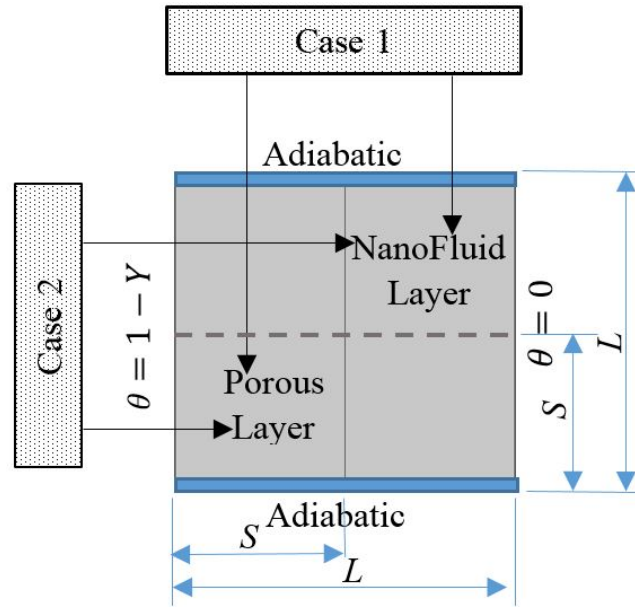 Case 1
Adiabatic
Case 2
θ = 1 − Y
NanoFluid
Layer
θ = 0
L
Porous
Layer
S
Adiabatic
S
L